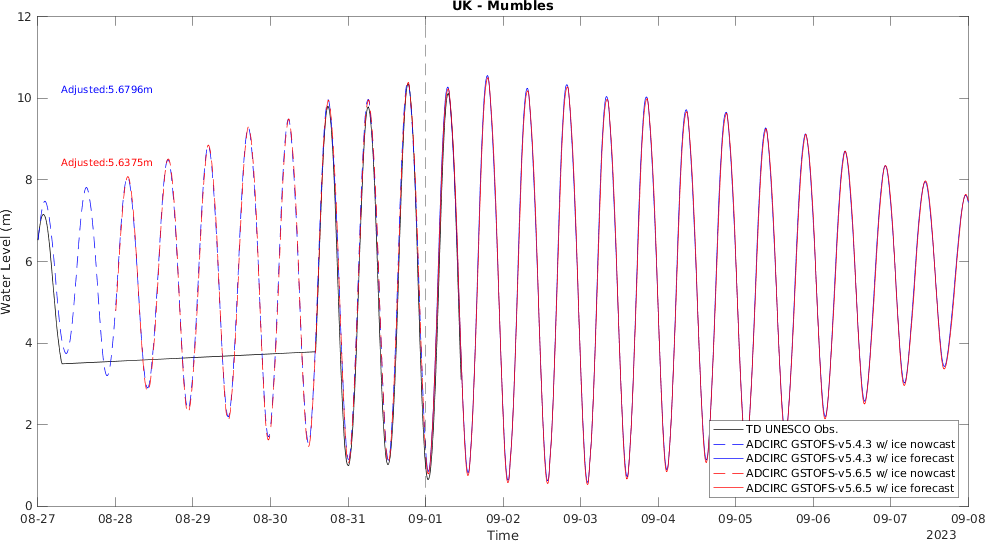 UK - Mumbles
12
10
8
6
4
2
0
Water Level (m)
Adjusted:5.6796m
Adjusted:5.6375m
TD UNESCO Obs.
ADCIRC GSTOFS-v5.4.3 w/ ice nowcast
ADCIRC GSTOFS-v5.4.3 w/ ice forecast
ADCIRC GSTOFS-v5.6.5 w/ ice nowcast
ADCIRC GSTOFS-v5.6.5 w/ ice forecast
08-27 08-28 08-29 08-30 08-31 09-01 09-02 09-03 09-04 09-05 09-06 09-07 09-08
Time
2023